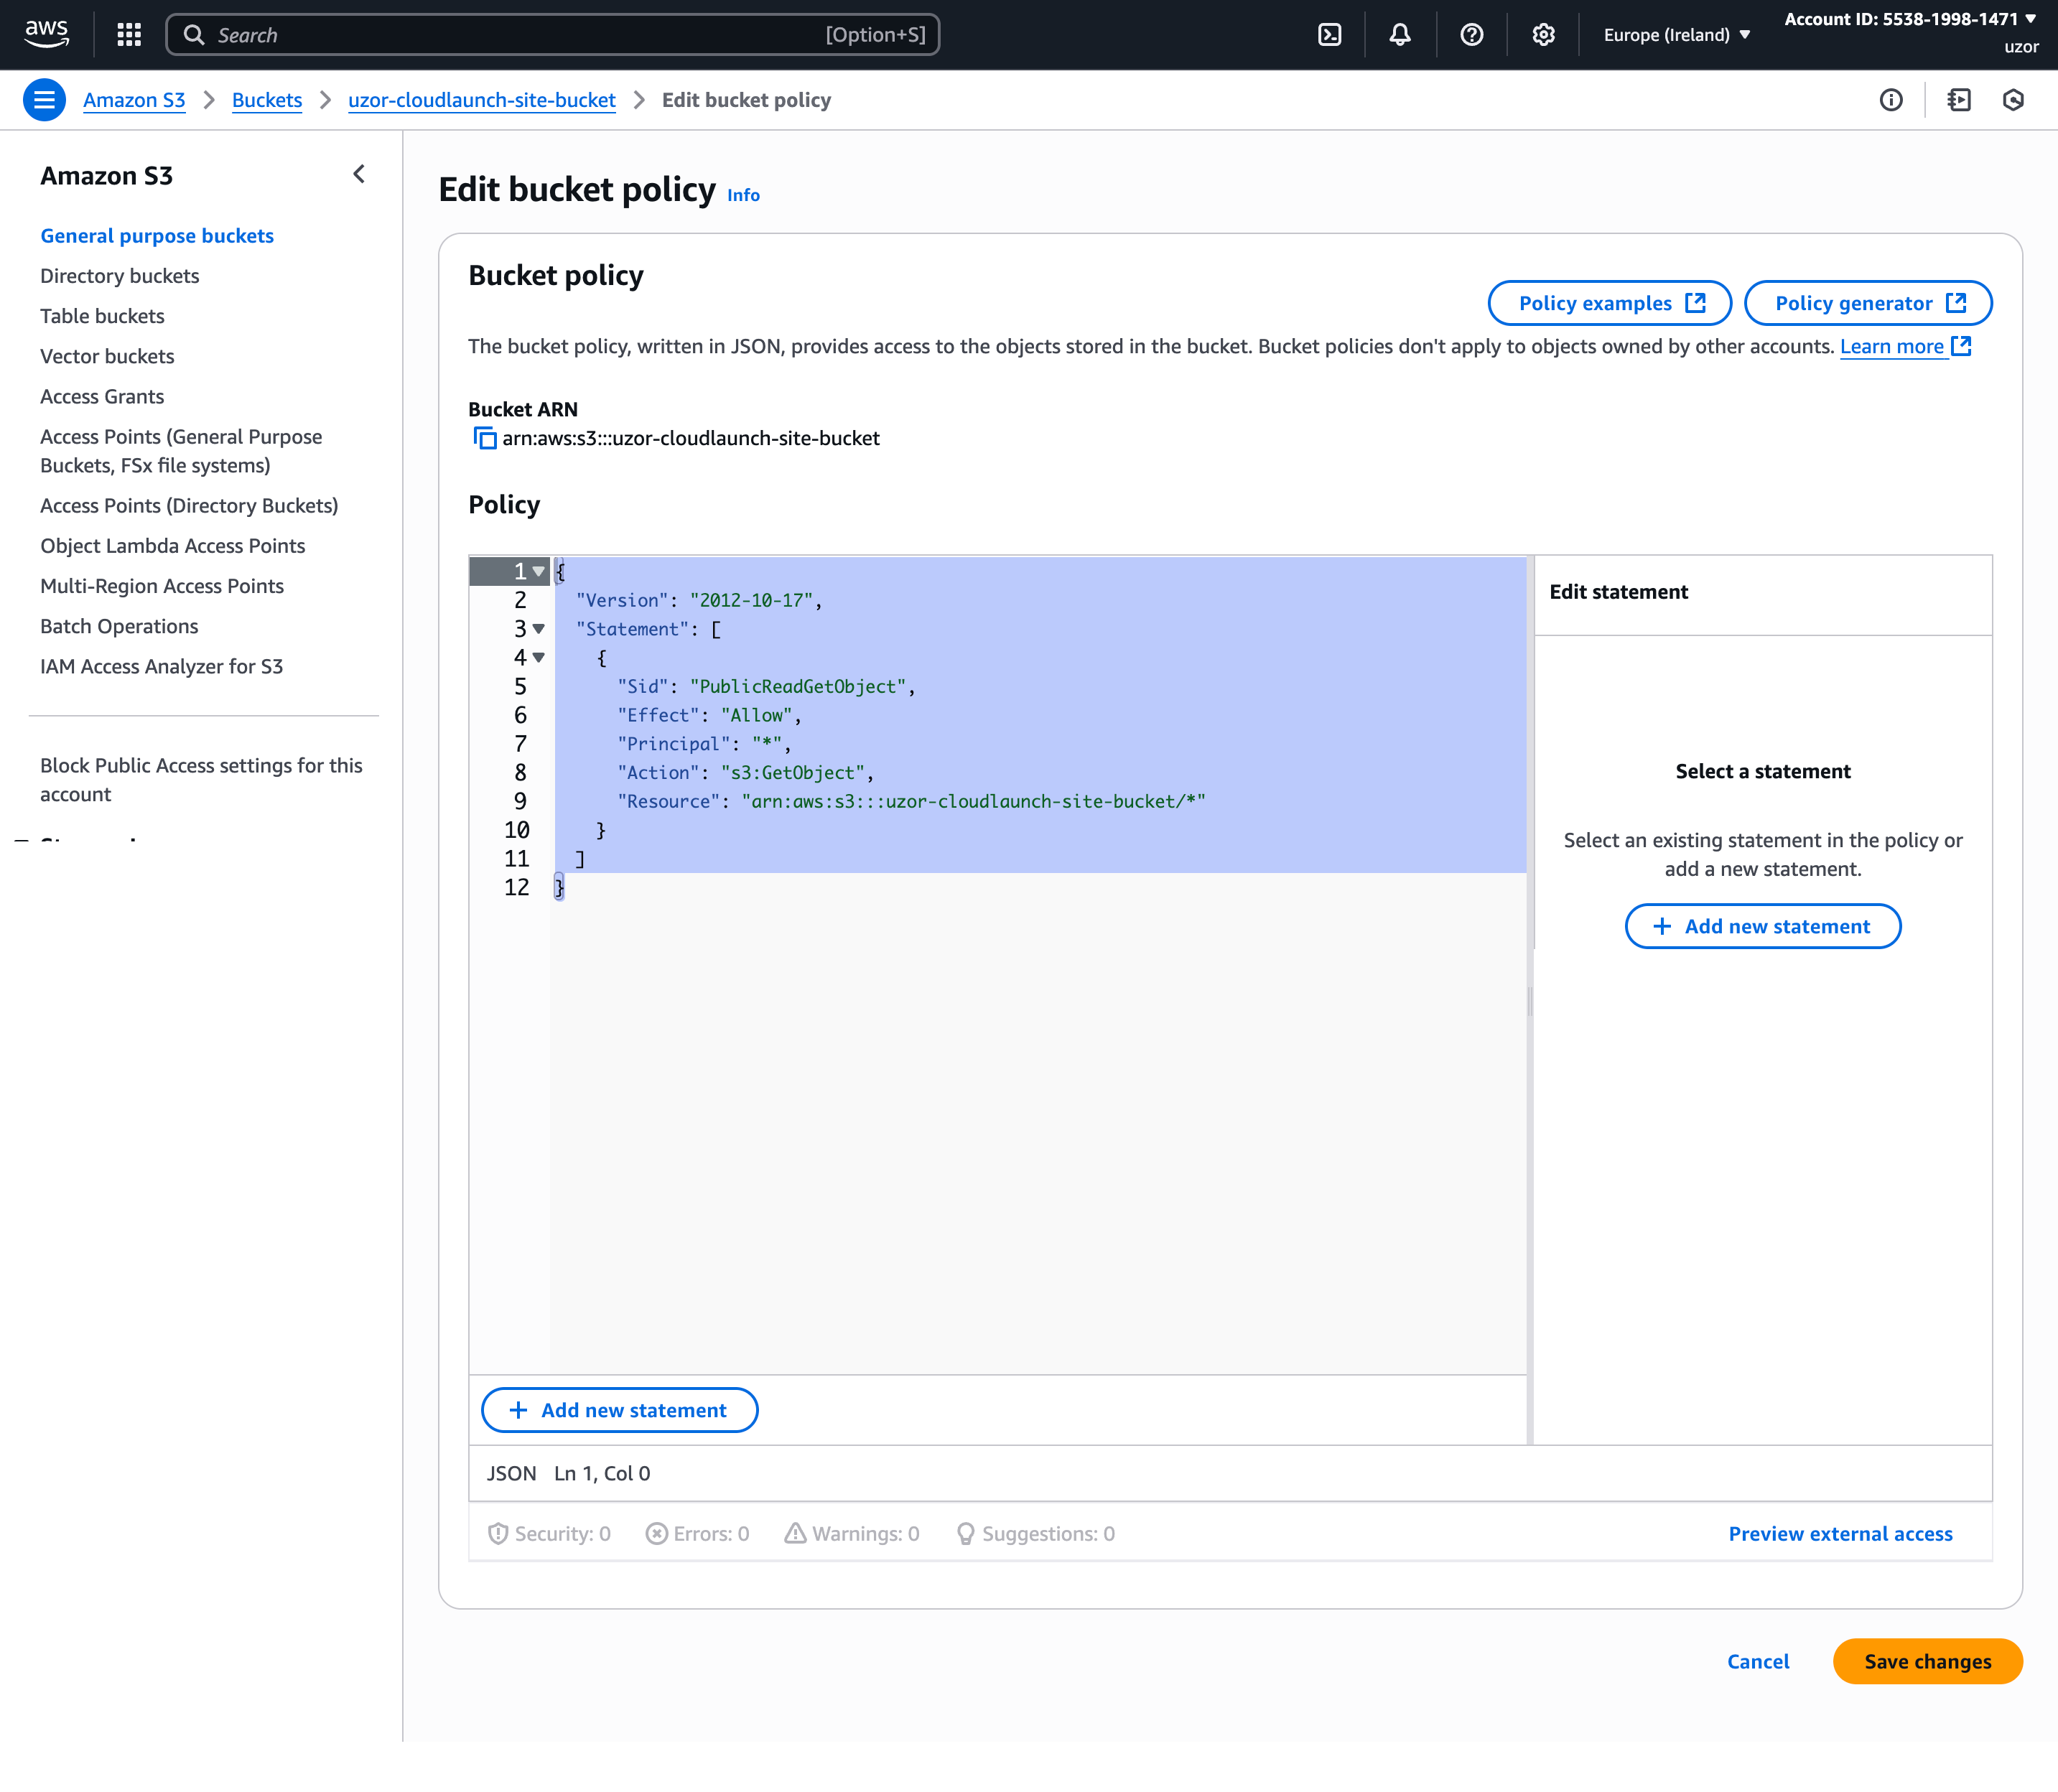 aws
Search
[Option+S]
Europe (Ireland)
Account ID: 5538-1998-1471
uzor
Amazon S3
Buckets
uzor-cloudlaunch-site-bucket
Edit bucket policy
Amazon S3
General purpose buckets
Directory buckets
Table buckets
Vector buckets
Access Grants
Access Points (General Purpose
Buckets, FSx file systems)
Access Points (Directory Buckets)
Object Lambda Access Points
Multi-Region Access Points
Batch Operations
IAM Access Analyzer for S3
Block Public Access settings for this
account
Edit bucket policy Info
Bucket policy
Policy examples
Policy generator
The bucket policy, written in JSON, provides access to the objects stored in the bucket. Bucket policies don't apply to objects owned by other accounts. Learn more
Bucket ARN
arn:aws:s3:::uzor-cloudlaunch-site-bucket
Policy
1 {
2 "Version": "2012-10-17",
3 "Statement": [
4 {
5 "Sid": "PublicReadGetObject",
6 "Effect": "Allow",
7 "Principal": "*",
8 "Action": "s3:GetObject",
9 "Resource": "arn:aws:s3:::uzor-cloudlaunch-site-bucket/*"
10 }
11 ]
12 }
Edit statement
Select a statement
Select an existing statement in the policy or
add a new statement.
+ Add new statement
+ Add new statement
JSON Ln 1, Col 0
Security: 0
Errors: 0
Warnings: 0
Suggestions: 0
Preview external access
Cancel
Save changes